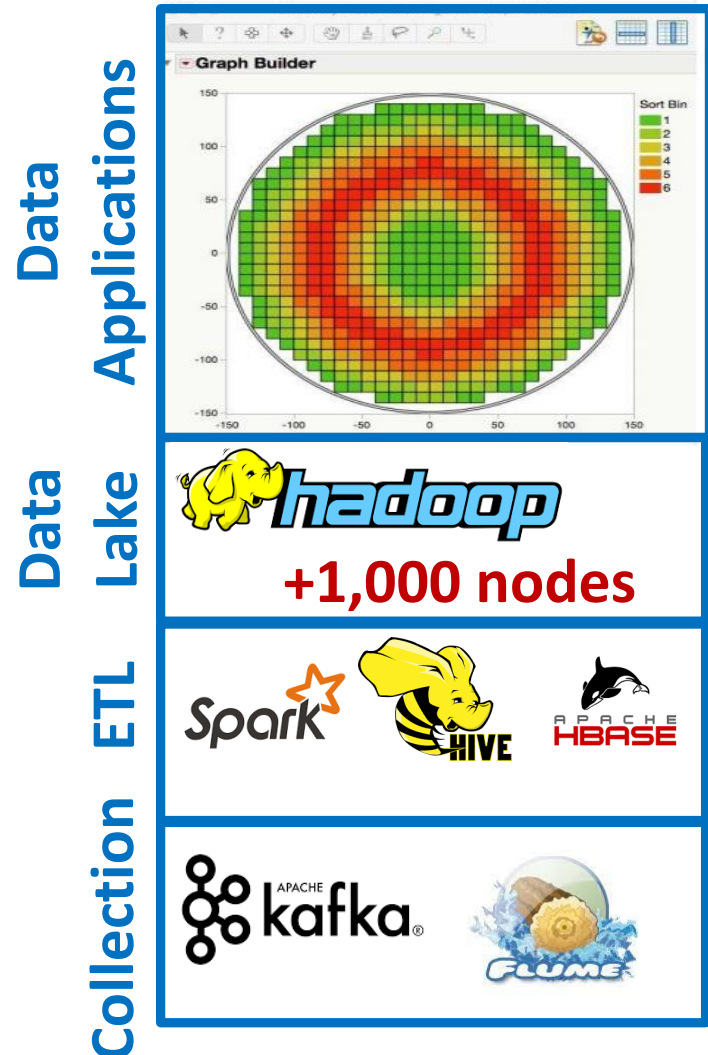 Data
Applications
Graph Builder
150
100
50
0
-50
-100
-150
-150
-100
-50
0
50
100
150
Sort Bin
1
2
3
4
5
6
Data
Lake
hadoop
+1,000 nodes
ETL
Spark
HIVE
APACHE
HBASE
Collection
APACHE
kafka®
FLUME